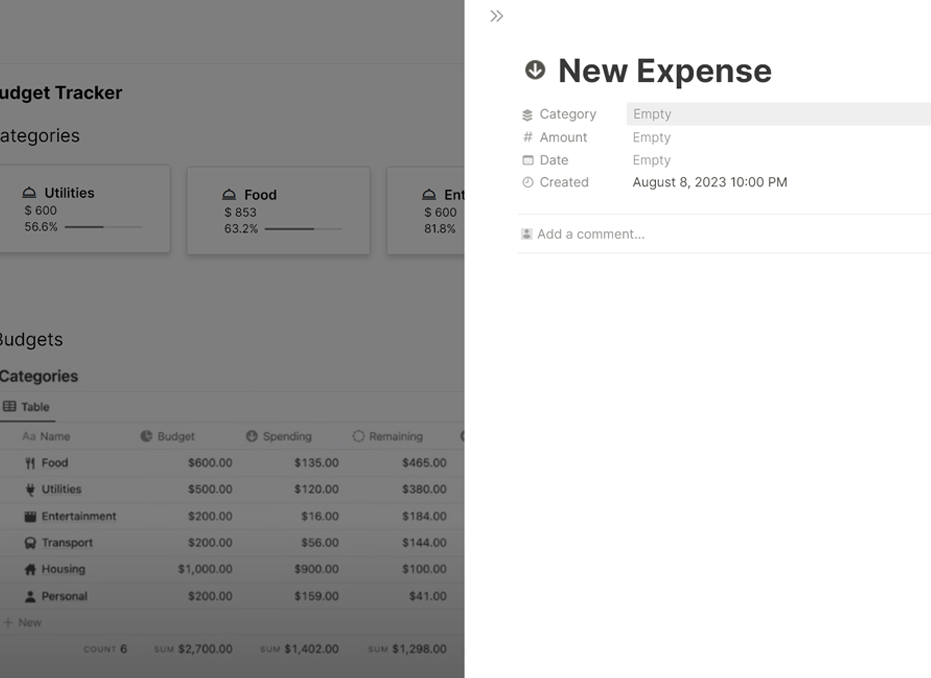 New Expense
Category Empty
Amount Empty
Date Empty
Created August 8, 2023 10:00 PM
Add a comment...
udget Tracker
ategories
Utilities
$ 600
56.6%
Food
$ 853
63.2%
Ent
$ 600
81.8%
Budgets
Categories
Table
Aa Name Budget Spending Remaining
Food $600.00 $135.00 $465.00
Utilities $500.00 $120.00 $380.00
Entertainment $200.00 $16.00 $184.00
Transport $200.00 $56.00 $144.00
Housing $1,000.00 $900.00 $100.00
Personal $200.00 $159.00 $41.00
+ New
COUNT 6 SUM $2,700.00 SUM $1,402.00 SUM $1,298.00